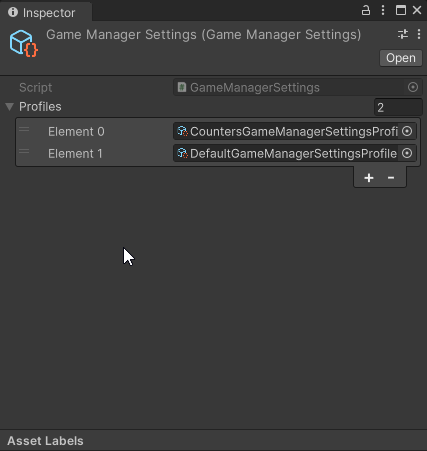 Inspector
Game Manager Settings (Game Manager Settings)
Open
Script GameManagerSettings
Profiles 2
Element 0 CountersGameManagerSettingsProfi
Element 1 DefaultGameManagerSettingsProfile
+ -
Asset Labels